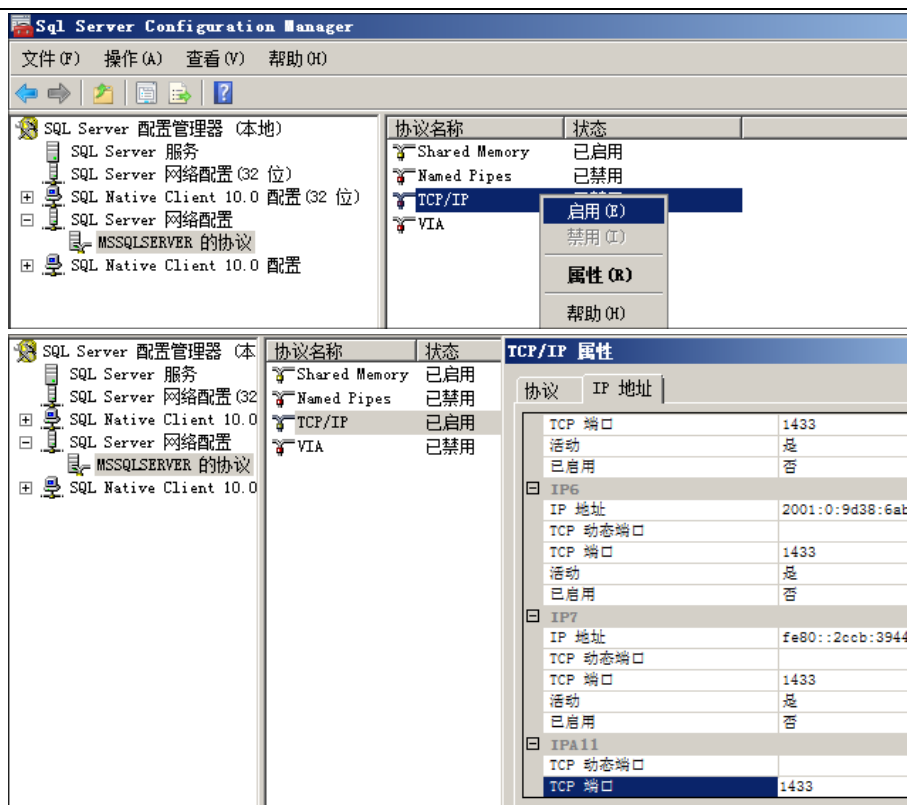 Sql Server Configuration Manager
文件(F) 操作(A) 查看(V) 帮助(H)
SQL Server 配置管理器 (本地)
SQL Server 服务
SQL Server 网络配置(32 位)
SQL Native Client 10.0 配置(32 位)
SQL Server 网络配置
MSSQLSERVER 的协议
SQL Native Client 10.0 配置
协议名称 状态
Shared Memory 已启用
Named Pipes 已禁用
TCP/IP
VIA
启用(E)
禁用(I)
属性(R)
帮助(H)
SQL Server 配置管理器 (本
SQL Server 服务
SQL Server 网络配置(32
SQL Native Client 10.0
SQL Server 网络配置
MSSQLSERVER 的协议
SQL Native Client 10.0
协议名称 状态
Shared Memory 已启用
Named Pipes 已禁用
TCP/IP 已启用
VIA 已禁用
TCP/IP 属性
协议 IP 地址
TCP 端口 1433
活动 是
已启用 否
IP6
IP 地址 2001:0:9d38:6ab
TCP 动态端口
TCP 端口 1433
活动 是
已启用 否
IP7
IP 地址 fe80::2ccb:3944
TCP 动态端口
TCP 端口 1433
活动 是
已启用 否
IPA11
TCP 动态端口
TCP 端口 1433